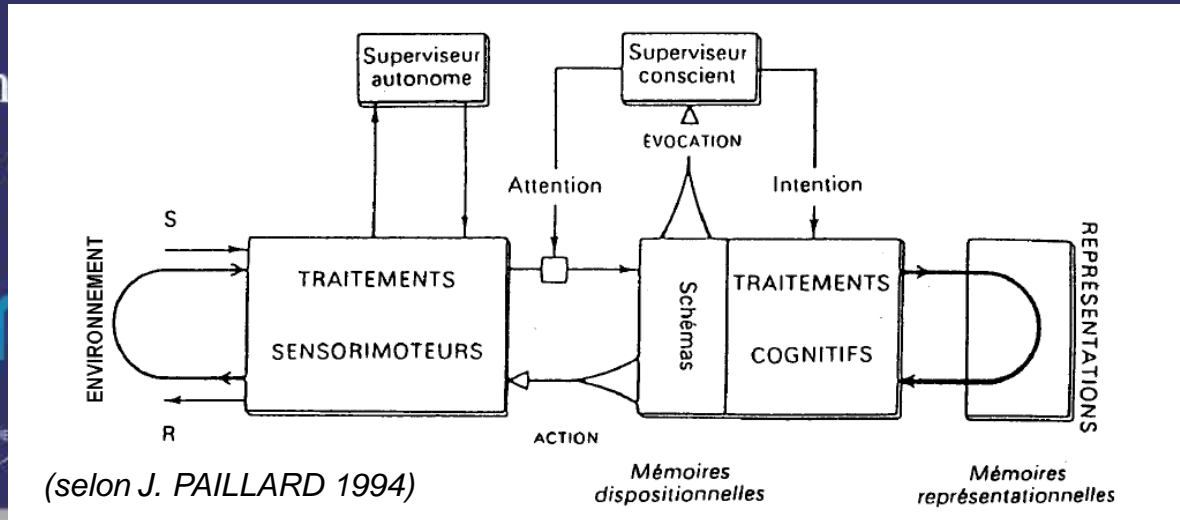 Superviseur
autonome
Superviseur
conscient
ÉVOCATION
Attention
Intention
S
ENVIRONNEMENT
TRAITEMENTS
SENSORIMOTEURS
Schémas
TRAITEMENTS
COGNITIFS
REPRÉSENTATIONS
R
ACTION
(selon J. PAILLARD 1994)
Mémoires
dispositionnelles
Mémoires
représentationnelles